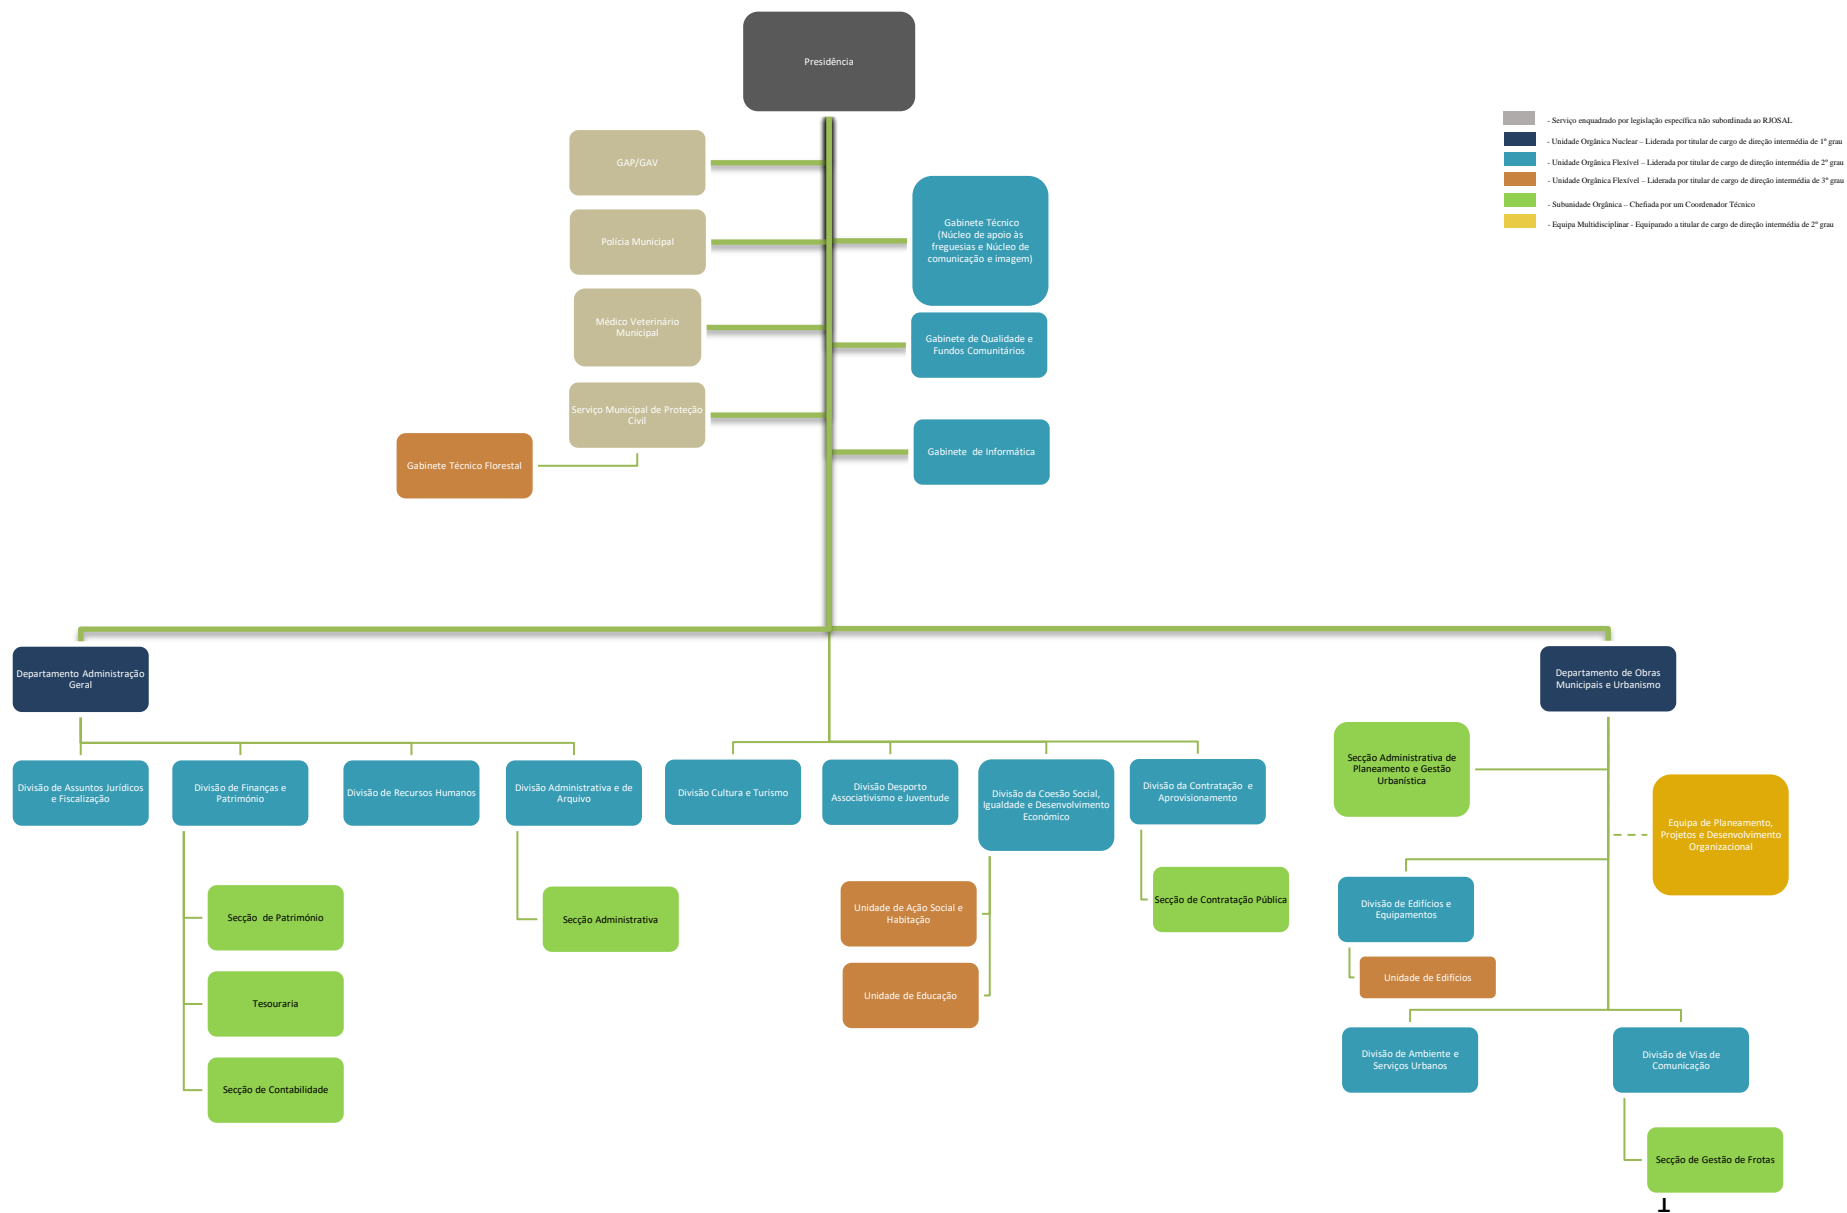 Presidência
- Serviço enquadrado por legislação específica não subordinada ao RJOSAL
- Unidade Orgânica Nuclear – Liderada por titular de cargo de direção intermédia de 1º grau
- Unidade Orgânica Flexível – Liderada por titular de cargo de direção intermédia de 2º grau
- Unidade Orgânica Flexível – Liderada por titular de cargo de direção intermédia de 3º grau
- Subunidade Orgânica – Chefiada por um Coordenador Técnico
- Equipa Multidisciplinar - Equiparado a titular de cargo de direção intermédia de 2º grau
GAP/GAV
Polícia Municipal
Gabinete Técnico
(Núcleo de apoio às
freguesias e Núcleo de
comunicação e imagem)
Médico Veterinário
Municipal
Gabinete de Qualidade e
Fundos Comunitários
Serviço Municipal de Proteção
Civil
Gabinete Técnico Florestal
Gabinete de Informática
Departamento Administração
Geral
Departamento de Obras
Municipais e Urbanismo
Divisão de Assuntos Jurídicos
e Fiscalização
Divisão de Finanças e
Património
Divisão de Recursos Humanos
Divisão Administrativa e de
Arquivo
Divisão Cultura e Turismo
Divisão Desporto
Associativismo e Juventude
Divisão da Coesão Social,
Igualdade e Desenvolvimento
Económico
Divisão da Contratação e
Aprovisionamento
Secção Administrativa de
Planeamento e Gestão
Urbanística
Equipa de Planeamento,
Projetos e Desenvolvimento
Organizacional
Secção de Património
Tesouraria
Secção de Contabilidade
Secção Administrativa
Unidade de Ação Social e
Habitação
Unidade de Educação
Secção de Contratação Pública
Divisão de Edifícios e
Equipamentos
Unidade de Edifícios
Divisão de Ambiente e
Serviços Urbanos
Divisão de Vias de
Comunicação
Secção de Gestão de Frotas